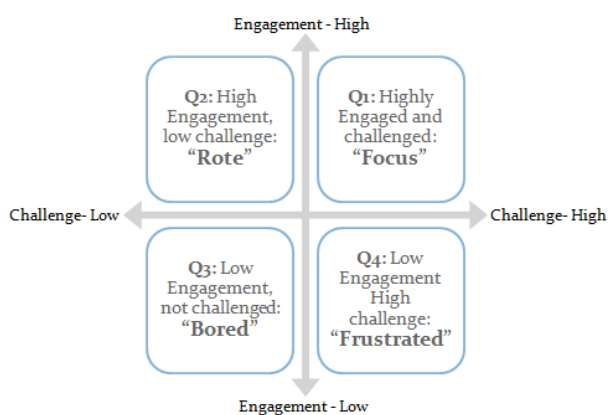 Engagement - High
Q2: High
Engagement,
low challenge:
“Rote”
Q1: Highly
Engaged and
challenged:
“Focus”
Challenge- Low
Challenge- High
Q3: Low
Engagement,
not challenged:
“Bored”
Q4: Low
Engagement
High
challenge:
“Frustrated”
Engagement - Low